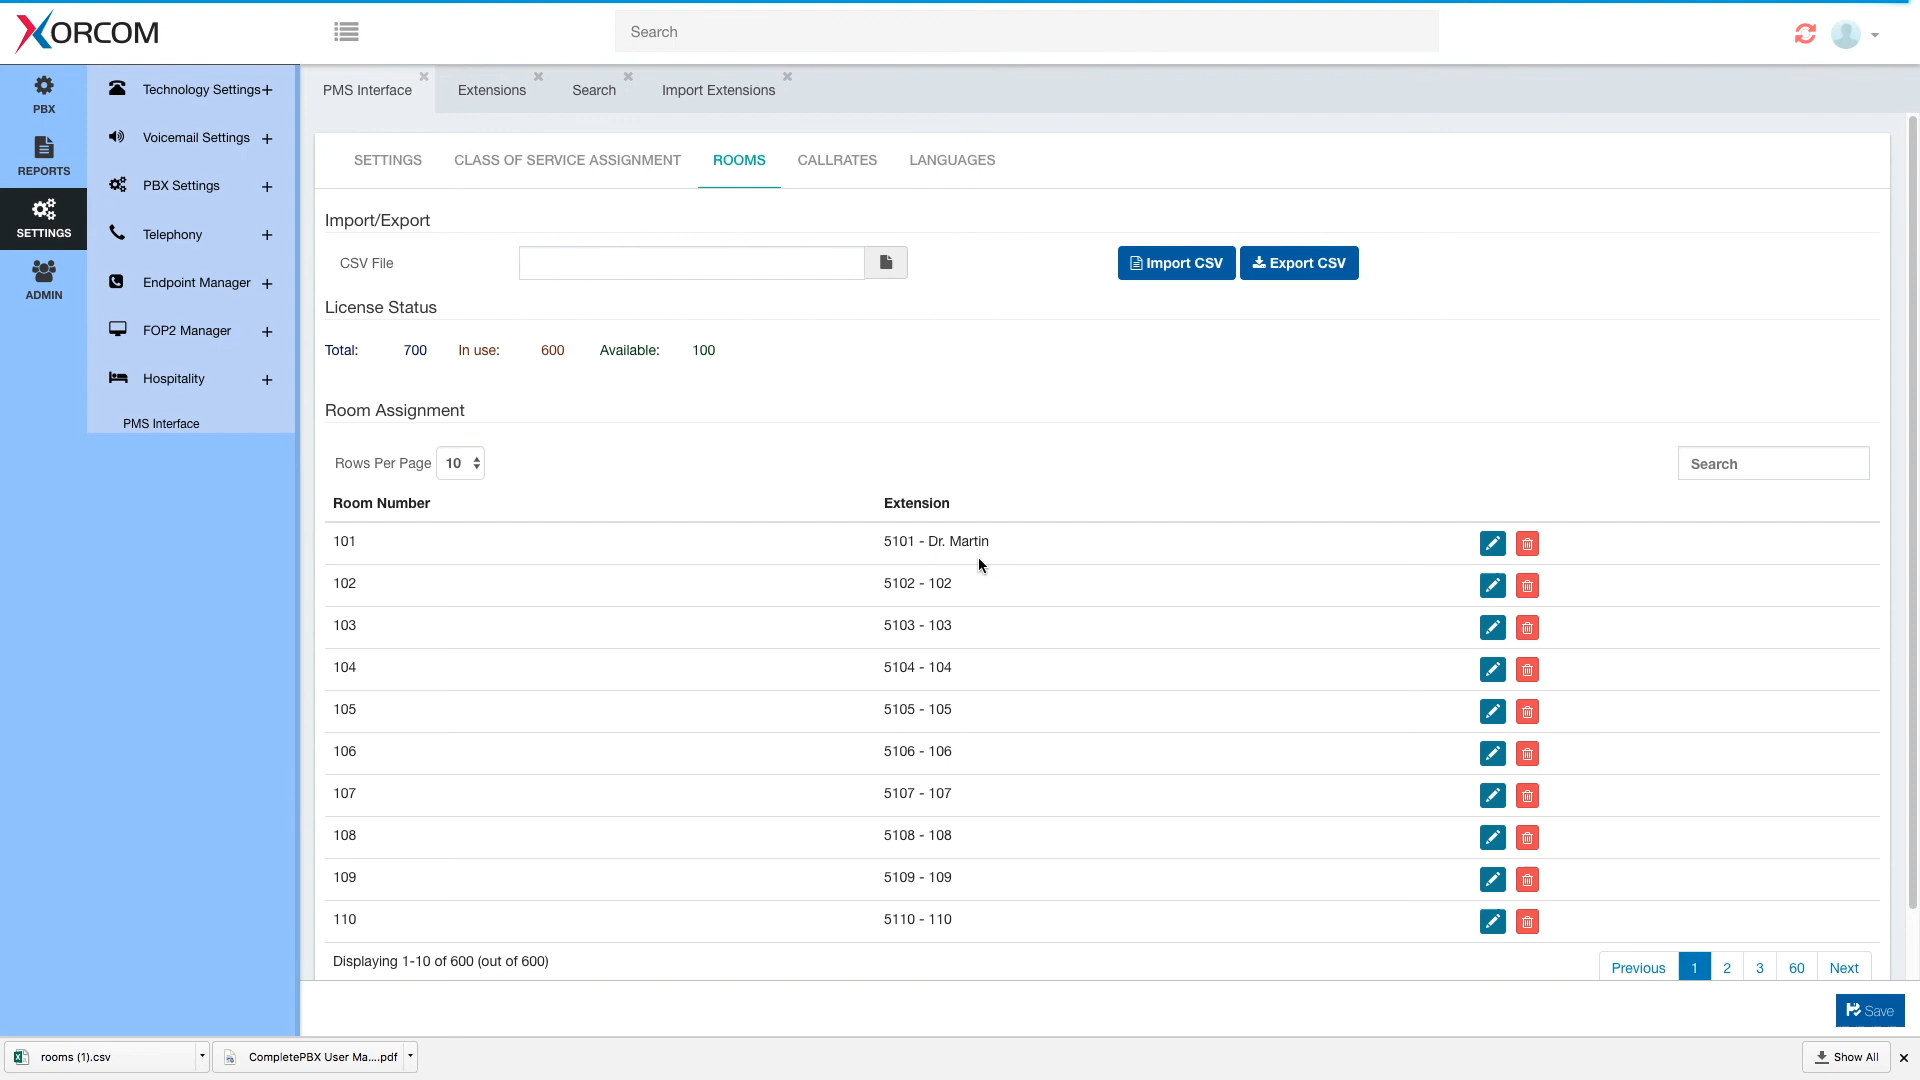 XORCOM
Search
PBX
REPORTS
SETTINGS
ADMIN
Technology Settings+
Voicemail Settings +
PBX Settings +
Telephony +
Endpoint Manager +
FOP2 Manager +
Hospitality +
PMS Interface
PMS Interface Extensions Search Import Extensions
SETTINGS CLASS OF SERVICE ASSIGNMENT ROOMS CALLRATES LANGUAGES
Import/Export
CSV File Import CSV Export CSV
License Status
Total: 700 In use: 600 Available: 100
Room Assignment
Rows Per Page 10 Search
Room Number Extension
101 5101 - Dr. Martin
102 5102 - 102
103 5103 - 103
104 5104 - 104
105 5105 - 105
106 5106 - 106
107 5107 - 107
108 5108 - 108
109 5109 - 109
110 5110 - 110
Displaying 1-10 of 600 (out of 600)
Previous 1 2 3 60 Next
Save
rooms (1).csv CompletePBX User Ma....pdf Show All